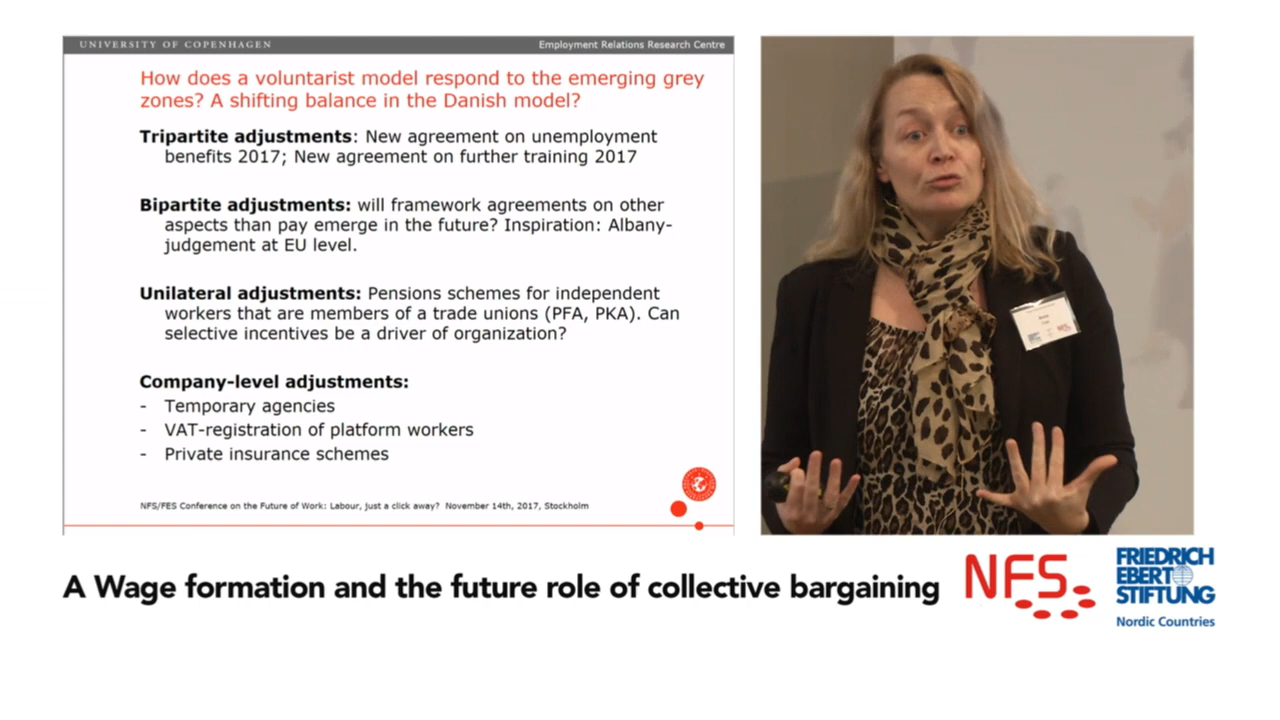 UNIVERSITY OF COPENHAGEN
Employment Relations Research Centre
How does a voluntarist model respond to the emerging grey
zones? A shifting balance in the Danish model?
Tripartite adjustments: New agreement on unemployment
benefits 2017; New agreement on further training 2017
Bipartite adjustments: will framework agreements on other
aspects than pay emerge in the future? Inspiration: Albany-
judgement at EU level.
Unilateral adjustments: Pensions schemes for independent
workers that are members of a trade unions (PFA, PKA). Can
selective incentives be a driver of organization?
Company-level adjustments:
- Temporary agencies
- VAT-registration of platform workers
- Private insurance schemes
NFS/FES Conference on the Future of Work: Labour, just a click away? November 14th, 2017, Stockholm
A Wage formation and the future role of collective bargaining
NFS
FRIEDRICH
EBERT
STIFTUNG
Nordic Countries